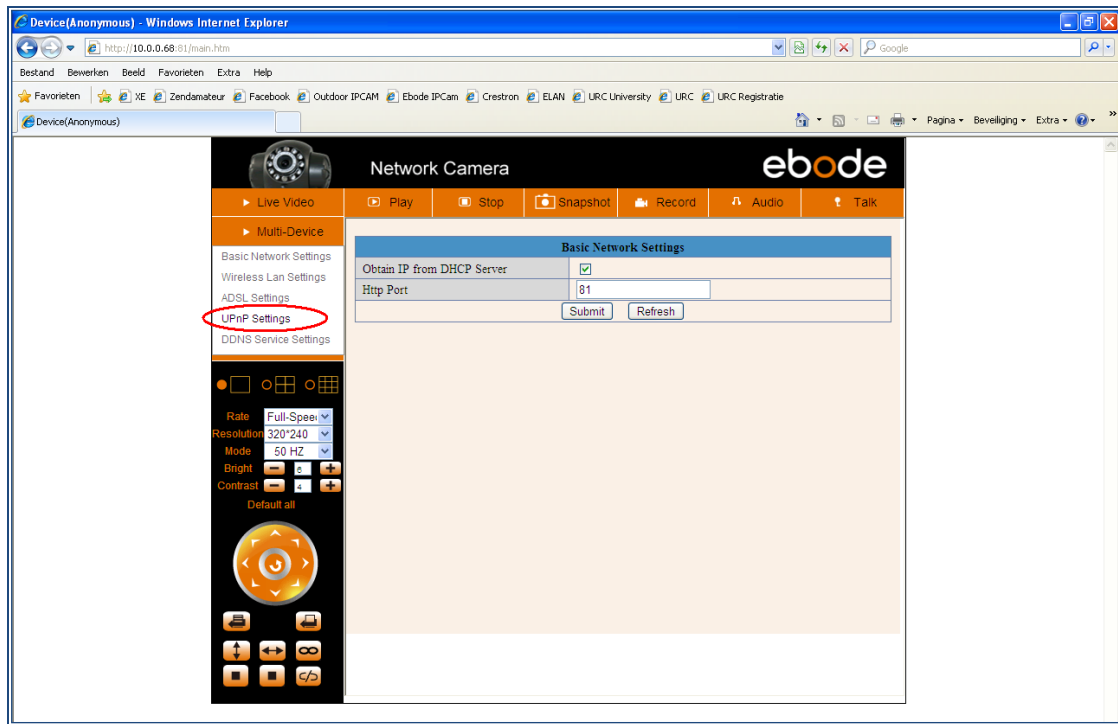 Device(Anonymous) - Windows Internet Explorer
http://10.0.0.68:81/main.htm
Google
Bestand Bewerken Beeld Favorieten Extra Help
Favorieten XE Zendamateur Facebook Outdoor IPCAM Ebode IPCam Crestron ELAN URC University URC URC Registratie
Device(Anonymous)
Pagina Beveiliging Extra
Network Camera
ebode
Live Video Play Stop Snapshot Record Audio Talk
Multi-Device
Basic Network Settings
Wireless Lan Settings
ADSL Settings
UPnP Settings
DDNS Service Settings
Basic Network Settings
Obtain IP from DHCP Server
Http Port 81
Submit Refresh
Rate Full-Spee
Resolution 320*240
Mode 50 HZ
Bright 6
Contrast 4
Default all